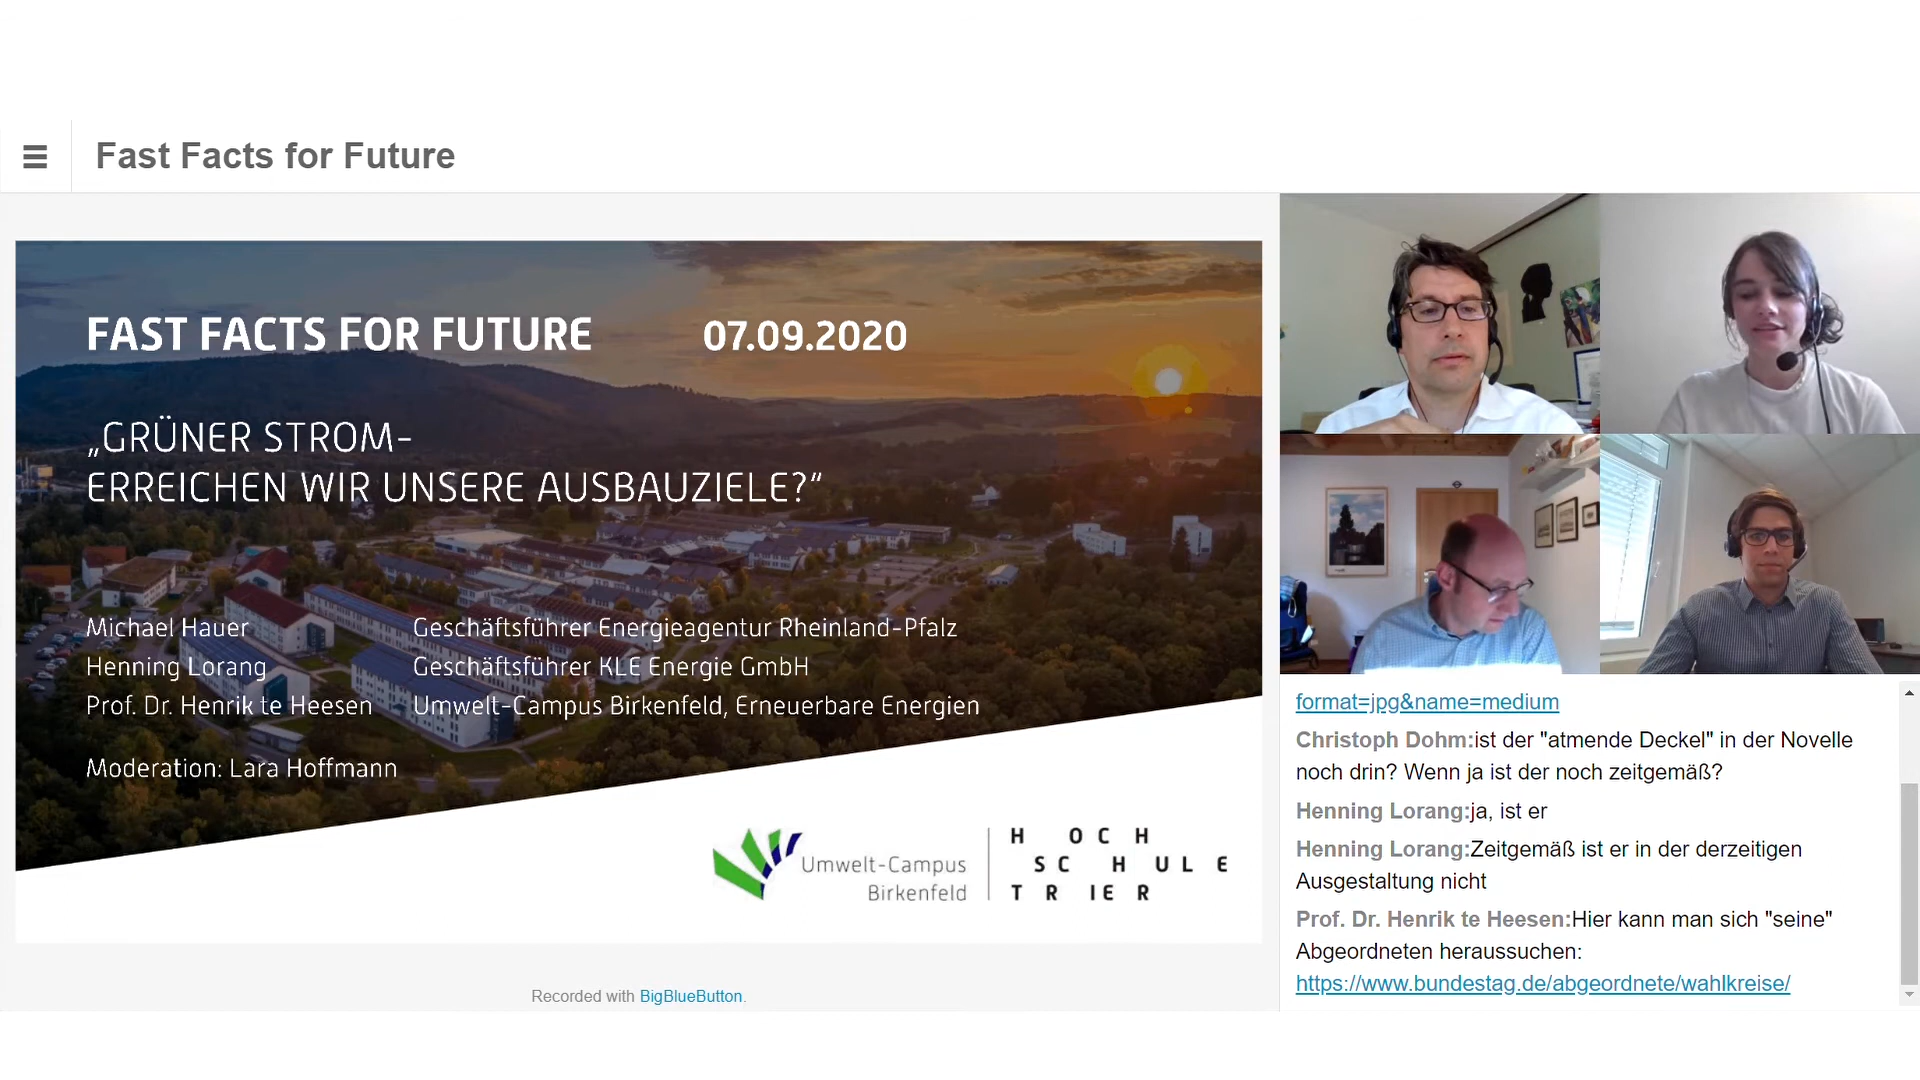 Fast Facts for Future
FAST FACTS FOR FUTURE 07.09.2020
„GRÜNER STROM-
ERREICHEN WIR UNSERE AUSBAUZIELE?“
Michael Hauer Geschäftsführer Energieagentur Rheinland-Pfalz
Henning Lorang Geschäftsführer KLE Energie GmbH
Prof. Dr. Henrik te Heesen Umwelt-Campus Birkenfeld, Erneuerbare Energien
Moderation: Lara Hoffmann
Umwelt-Campus
Birkenfeld
HOCH
SCHULE
TRIER
Recorded with BigBlueButton.
format=jpg&name=medium
Christoph Dohm:ist der "atmende Deckel" in der Novelle
noch drin? Wenn ja ist der noch zeitgemäß?
Henning Lorang:ja, ist er
Henning Lorang:Zeitgemäß ist er in der derzeitigen
Ausgestaltung nicht
Prof. Dr. Henrik te Heesen:Hier kann man sich "seine"
Abgeordneten heraussuchen:
https://www.bundestag.de/abgeordnete/wahlkreise/